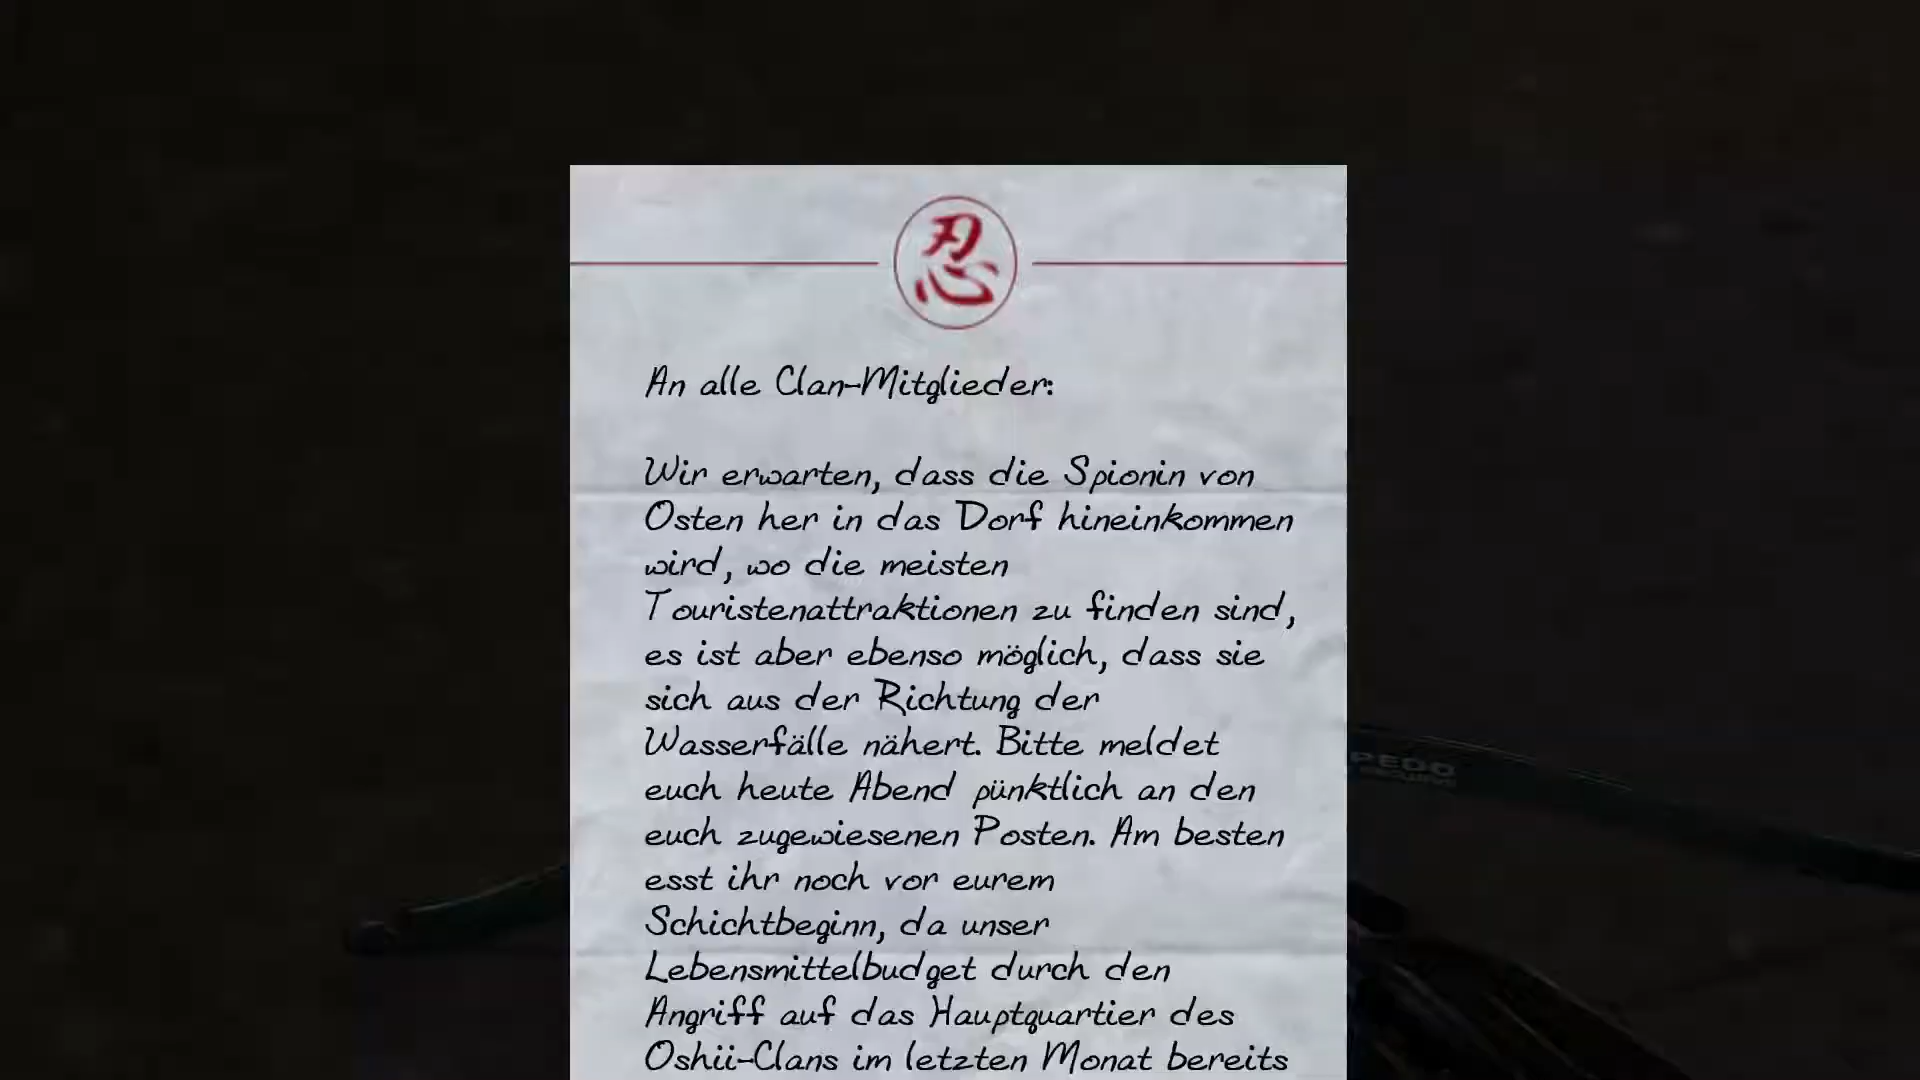 忍
An alle Clan-Mitglieder:
Wir erwarten, dass die Spionin von
Osten her in das Dorf hineinkommen
wird, wo die meisten
Touristenattraktionen zu finden sind,
es ist aber ebenso möglich, dass sie
sich aus der Richtung der
Wasserfälle nähert. Bitte meldet
euch heute Abend pünktlich an den
euch zugewiesenen Posten. Am besten
esst ihr noch vor eurem
Schichtbeginn, da unser
Lebensmittelbudget durch den
Angriff auf das Hauptquartier des
Oshii-Clans im letzten Monat bereits
PEDO